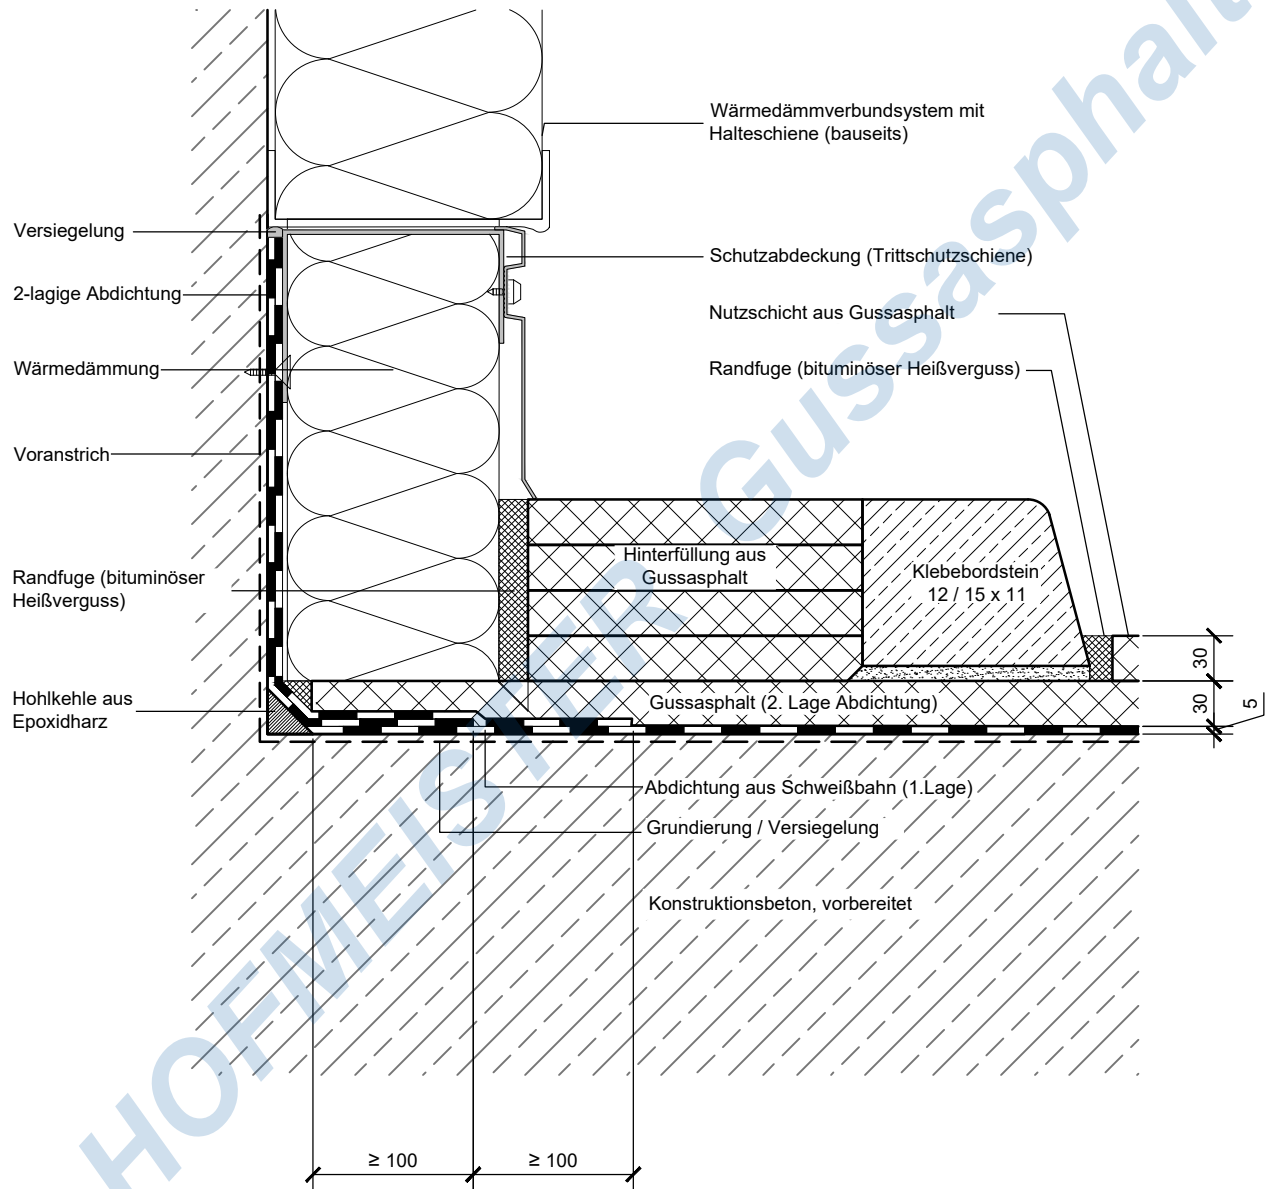 Wärmedämmverbundsystem mit
Halteschiene (bauseits)
Versiegelung
Schutzabdeckung (Trittschutzschiene)
2-lagige Abdichtung
Nutzschicht aus Gussasphalt
Wärmedämmung
Randfuge (bituminöser Heißverguss)
Voranstrich
Hinterfüllung aus
Gussasphalt
Klebebordstein
12 / 15 x 11
Randfuge (bituminöser
Heißverguss)
30
Hohlkehle aus
Epoxidharz
Gussasphalt (2. Lage Abdichtung)
30
5
Abdichtung aus Schweißbahn (1.Lage)
Grundierung / Versiegelung
Konstruktionsbeton, vorbereitet
≥ 100
≥ 100
HOFMEISTER Gussasphalt